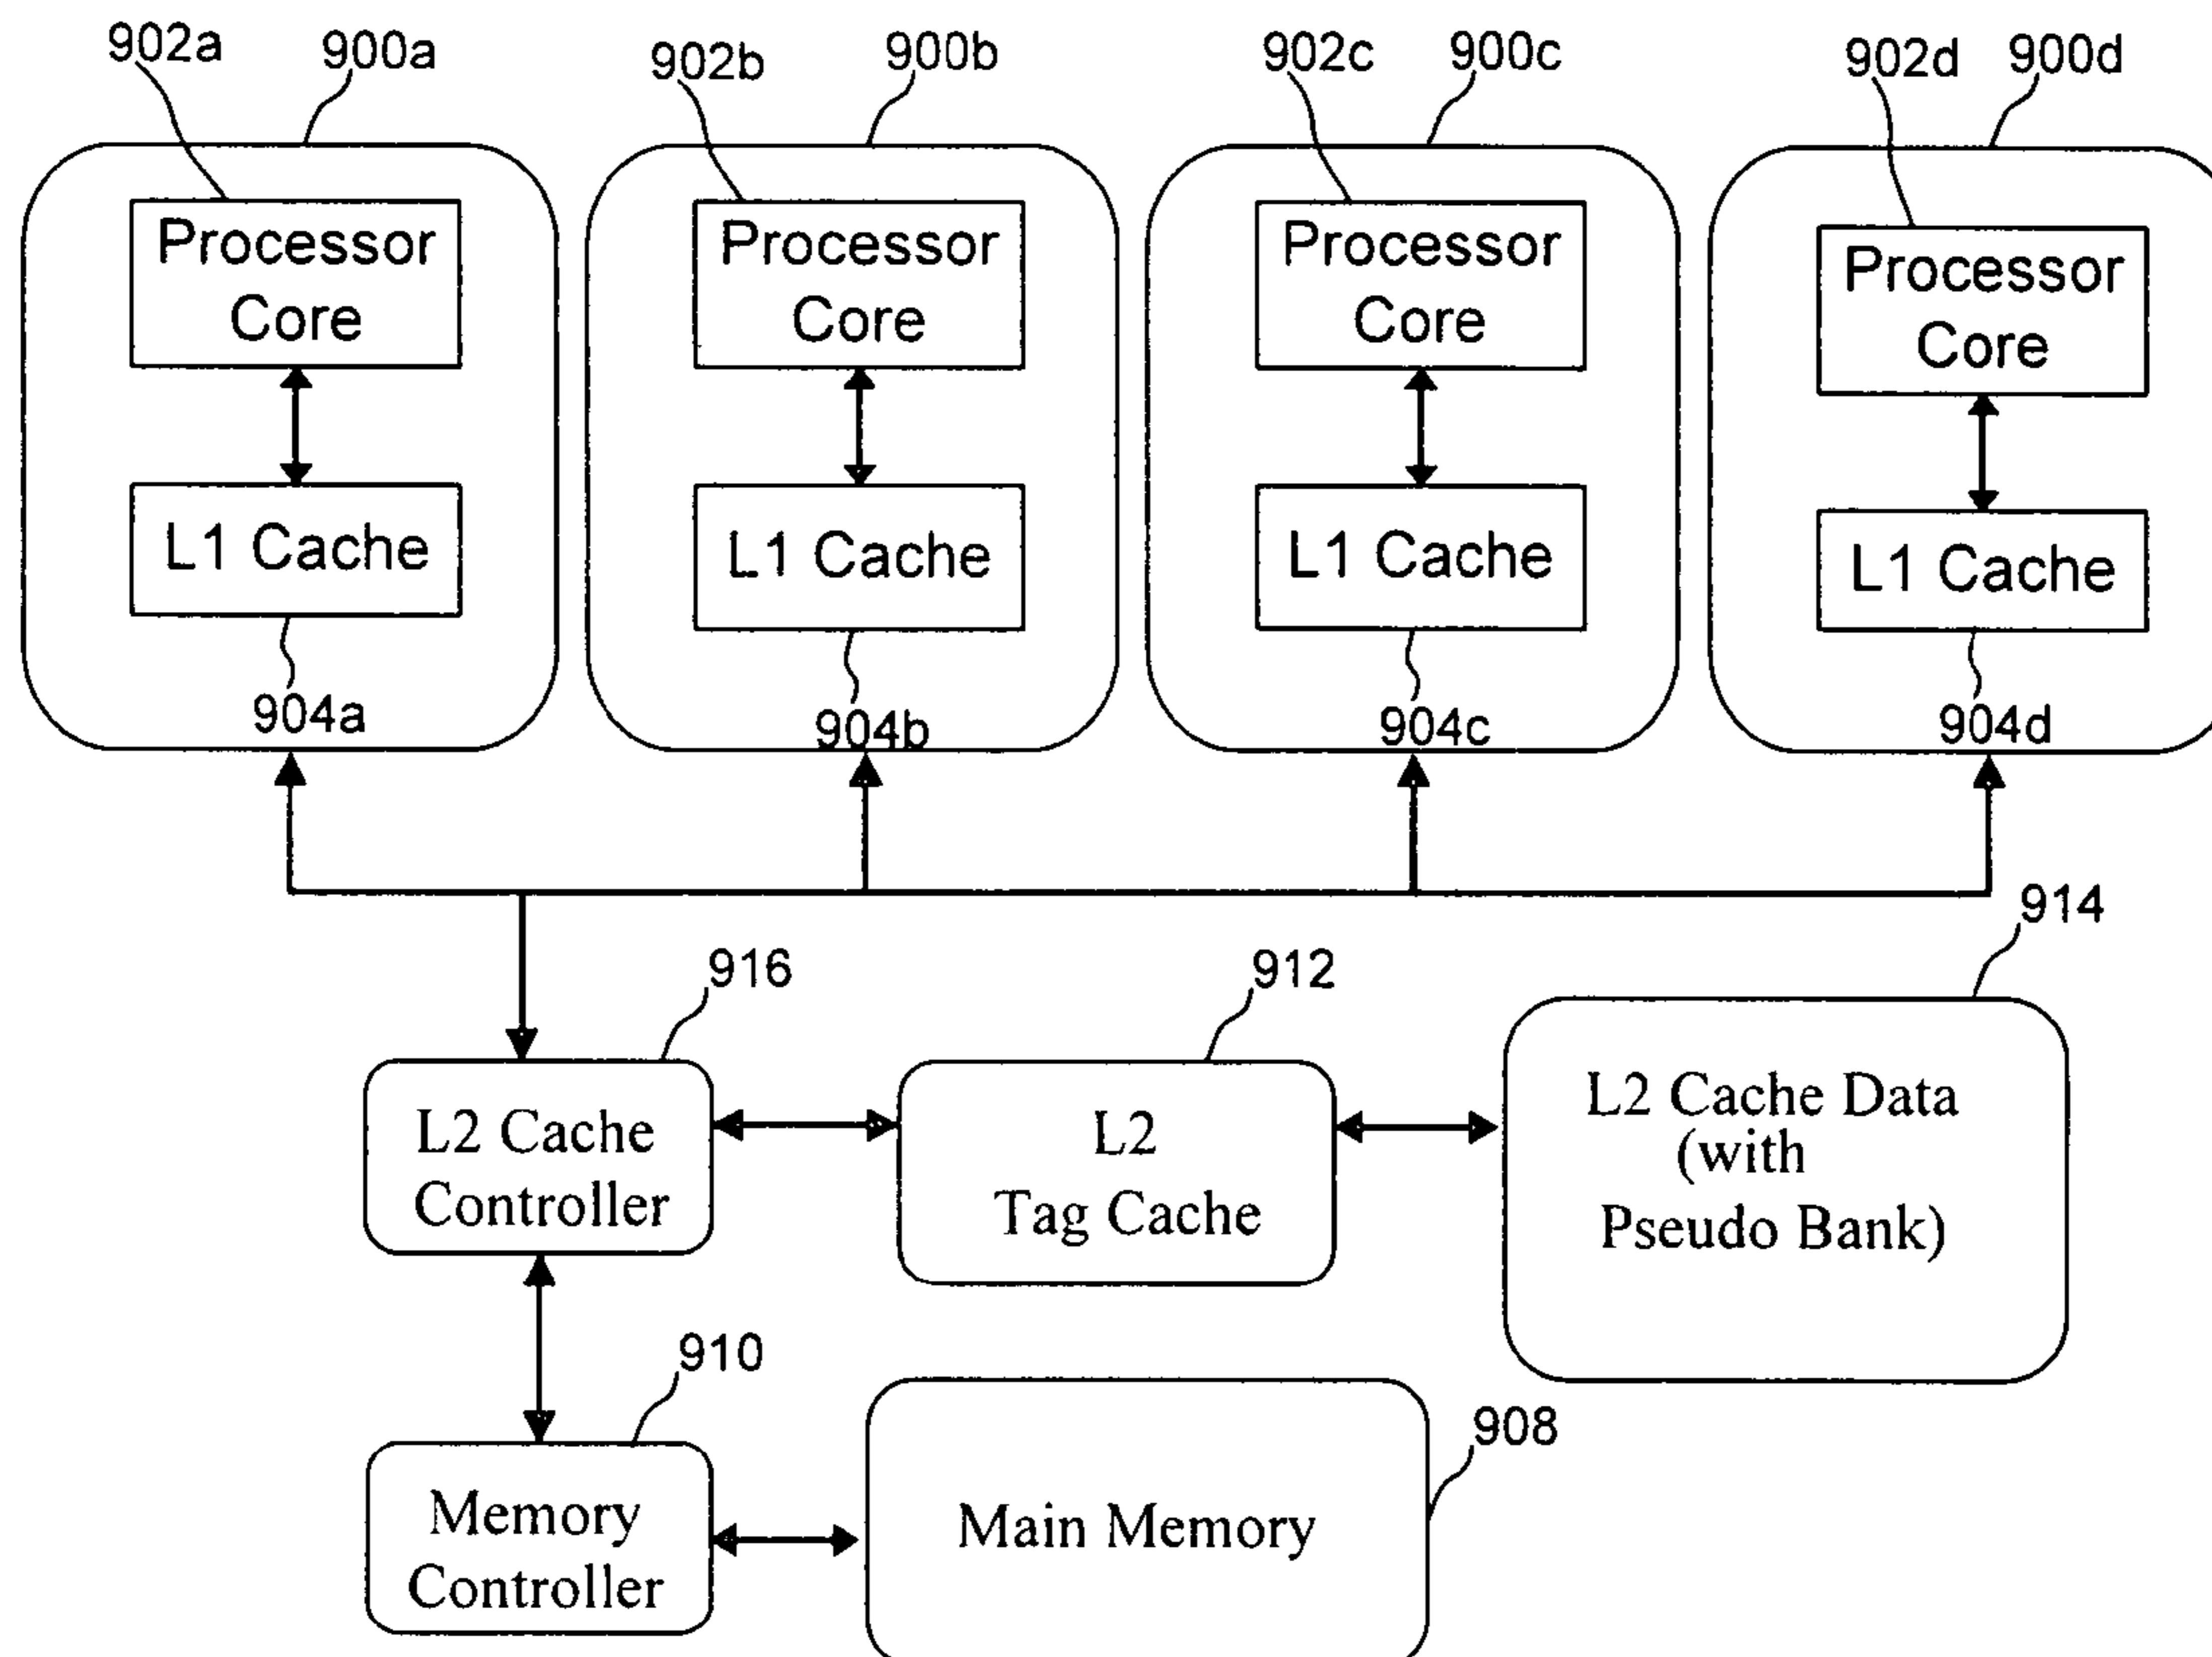 902a 900a 902b 900b 902c 900c 902d 900d
Processor
Core
Processor
Core
Processor
Core
Processor
Core
L1 Cache
L1 Cache
L1 Cache
L1 Cache
904a 904b 904c 904d
914
916 912
L2 Cache
Controller
L2
Tag Cache
L2 Cache Data
(with
Pseudo Bank)
910
908
Memory
Controller
Main Memory